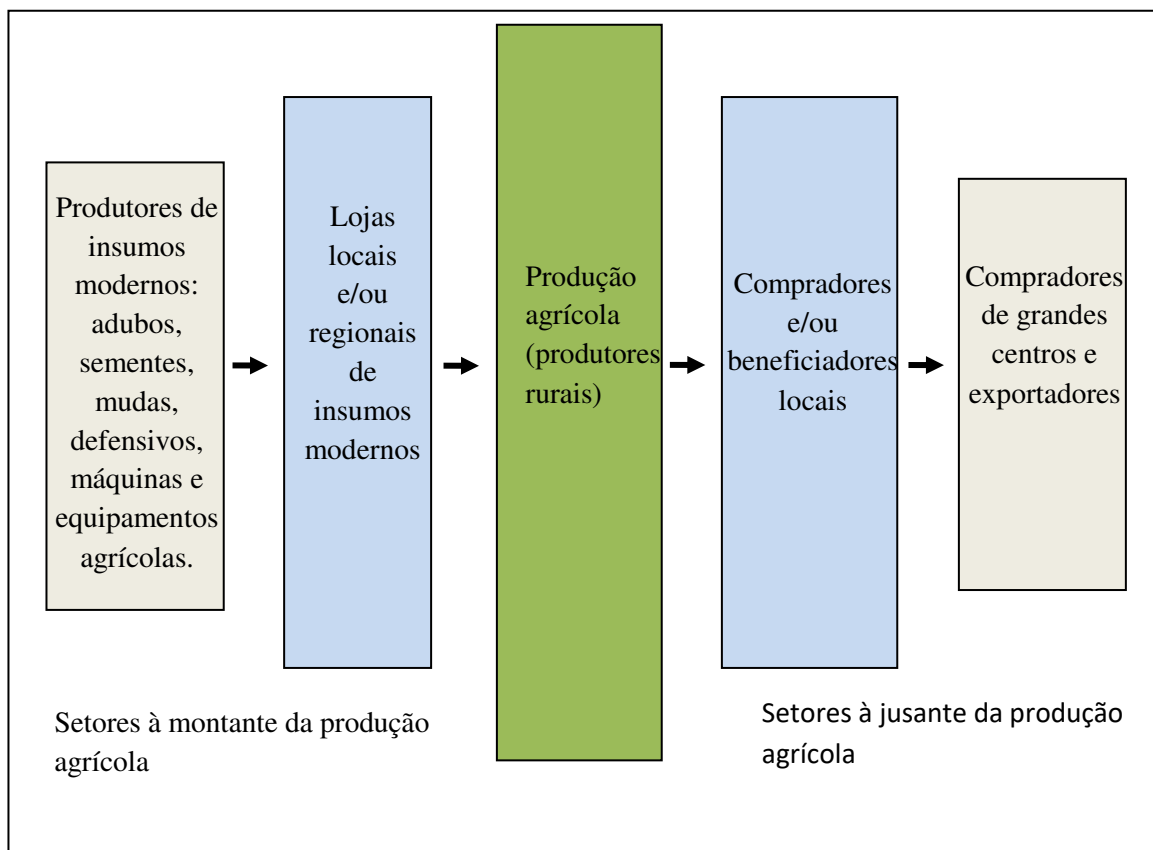 Produtores de
insumos
modernos:
adubos,
sementes,
mudas,
defensivos,
máquinas e
equipamentos
agrícolas.
Lojas
locais
e/ou
regionais
de
insumos
modernos
Produção
agrícola
(produtores
rurais)
Compradores
e/ou
beneficiadores
locais
Compradores
de grandes
centros e
exportadores
Setores à montante da produção
agrícola
Setores à jusante da produção
agrícola